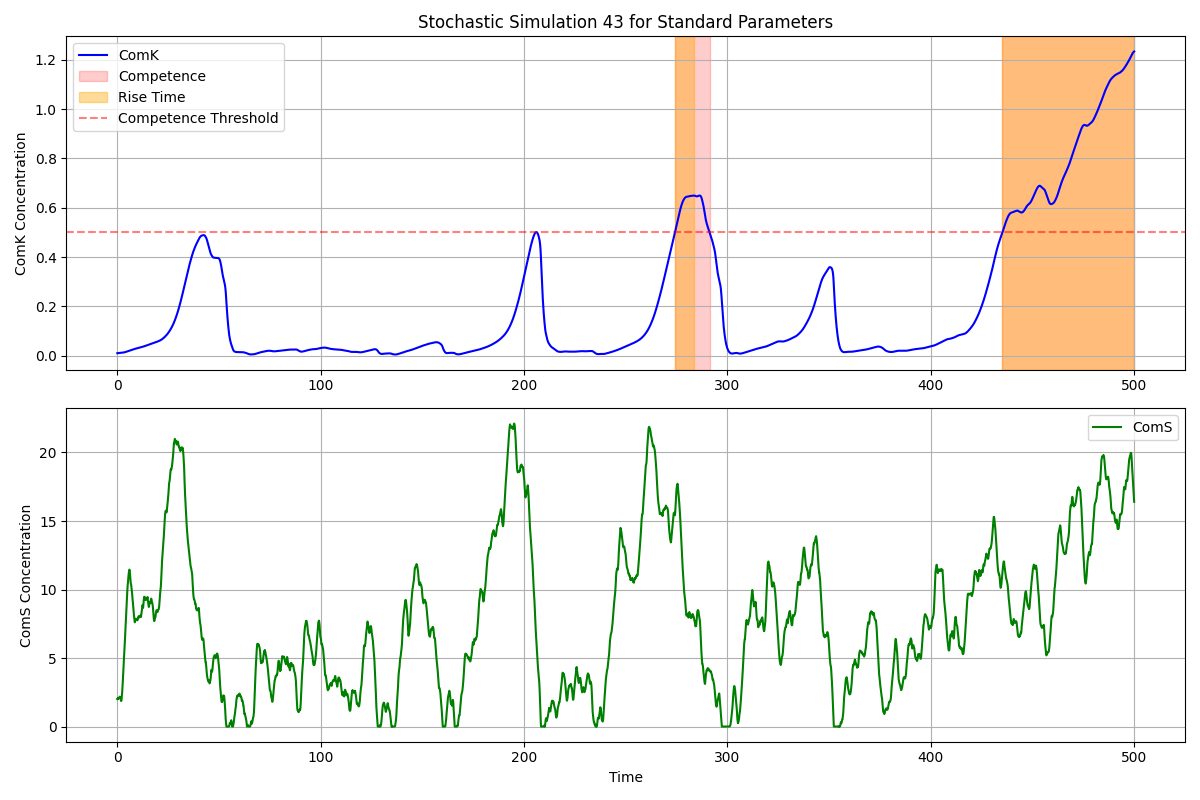 Stochastic Simulation 43 for Standard Parameters
ComK Concentration
1.2
1.0
0.8
0.6
0.4
0.2
0.0
ComK
Competence
Rise Time
Competence Threshold
0 100 200 300 400 500
ComS Concentration
20
15
10
5
0
ComS
0 100 200 300 400 500
Time